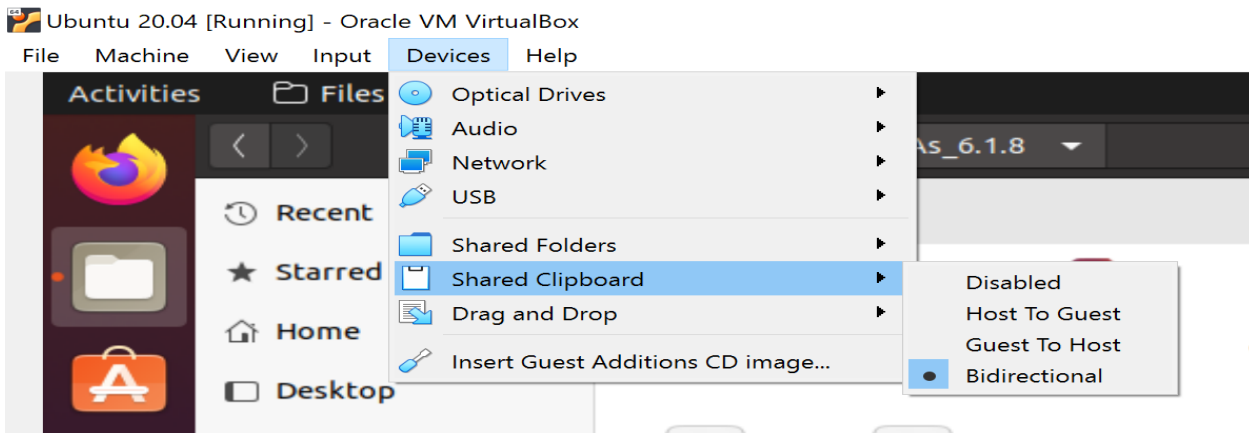 Ubuntu 20.04 [Running] - Oracle VM VirtualBox
File Machine View Input Devices Help
Activities Files
Optical Drives
Audio
Network
USB
Shared Folders
Shared Clipboard
Drag and Drop
Insert Guest Additions CD image...
Disabled
Host To Guest
Guest To Host
Bidirectional
As_6.1.8
Recent
Starred
Home
Desktop